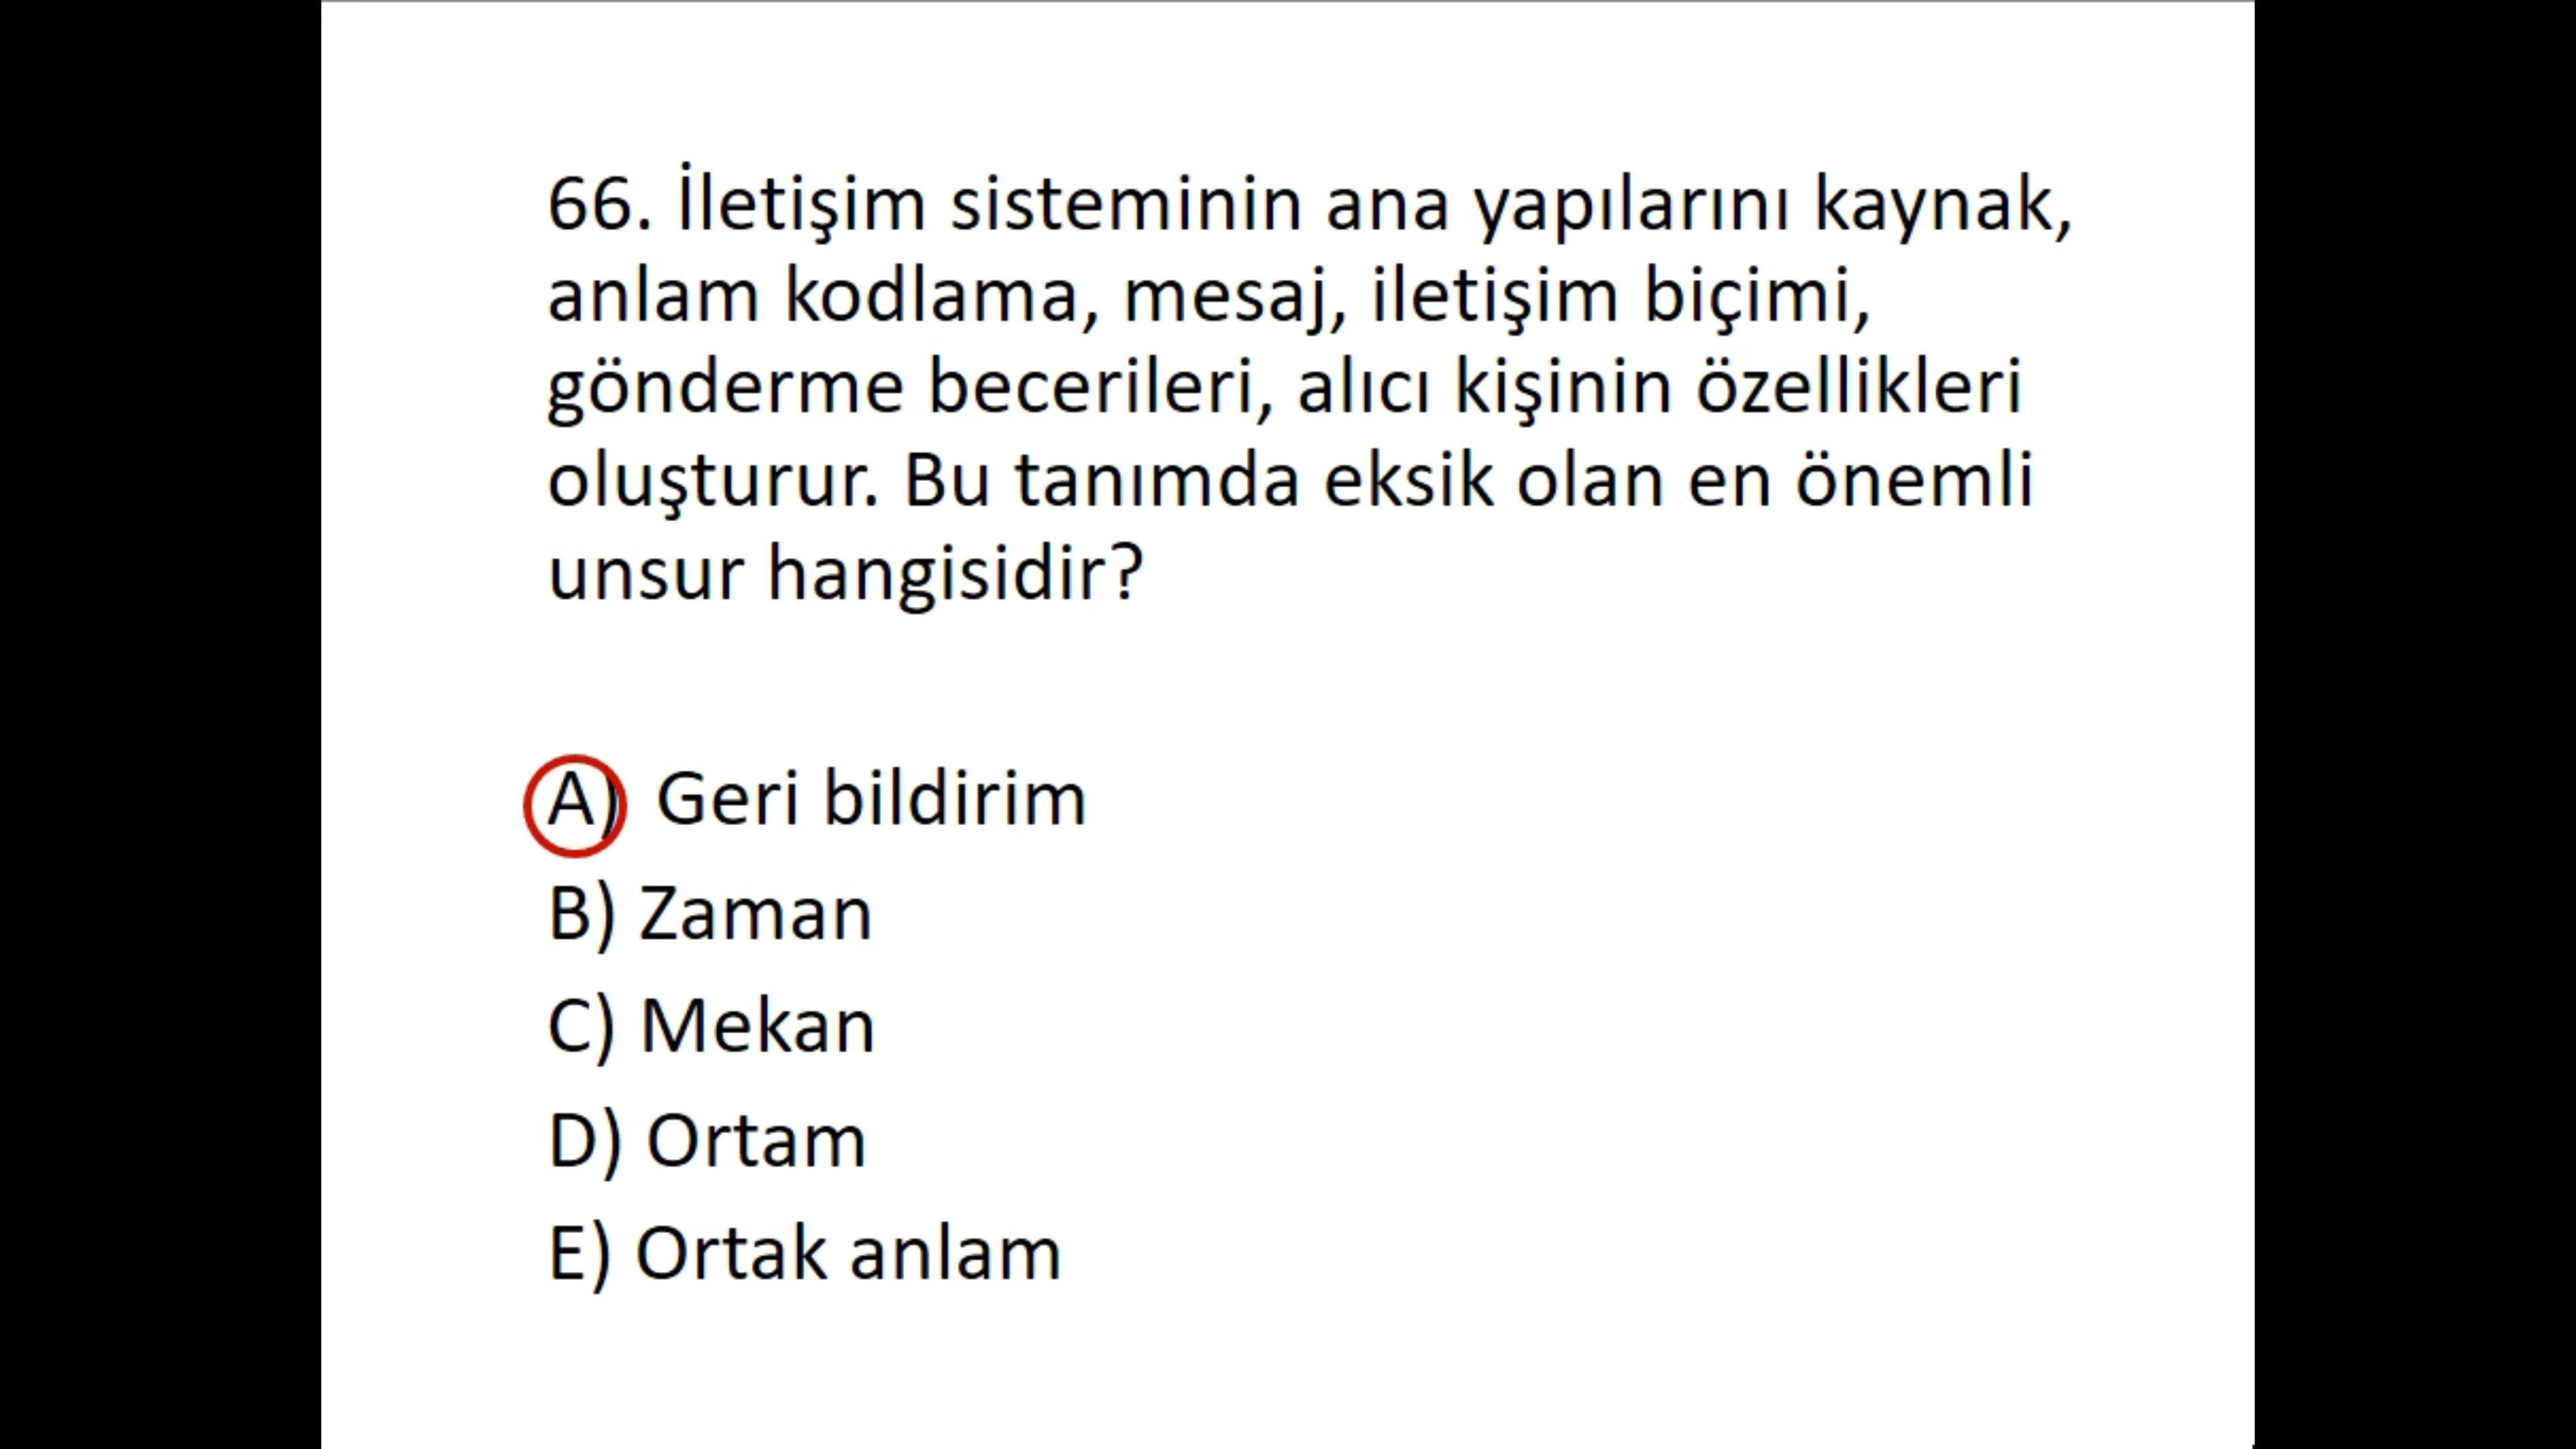 66. İletişim sisteminin ana yapılarını kaynak,
anlam kodlama, mesaj, iletişim biçimi,
gönderme becerileri, alıcı kişinin özellikleri
oluşturur. Bu tanımda eksik olan en önemli
unsur hangisidir?
A) Geri bildirim
B) Zaman
C) Mekan
D) Ortam
E) Ortak anlam